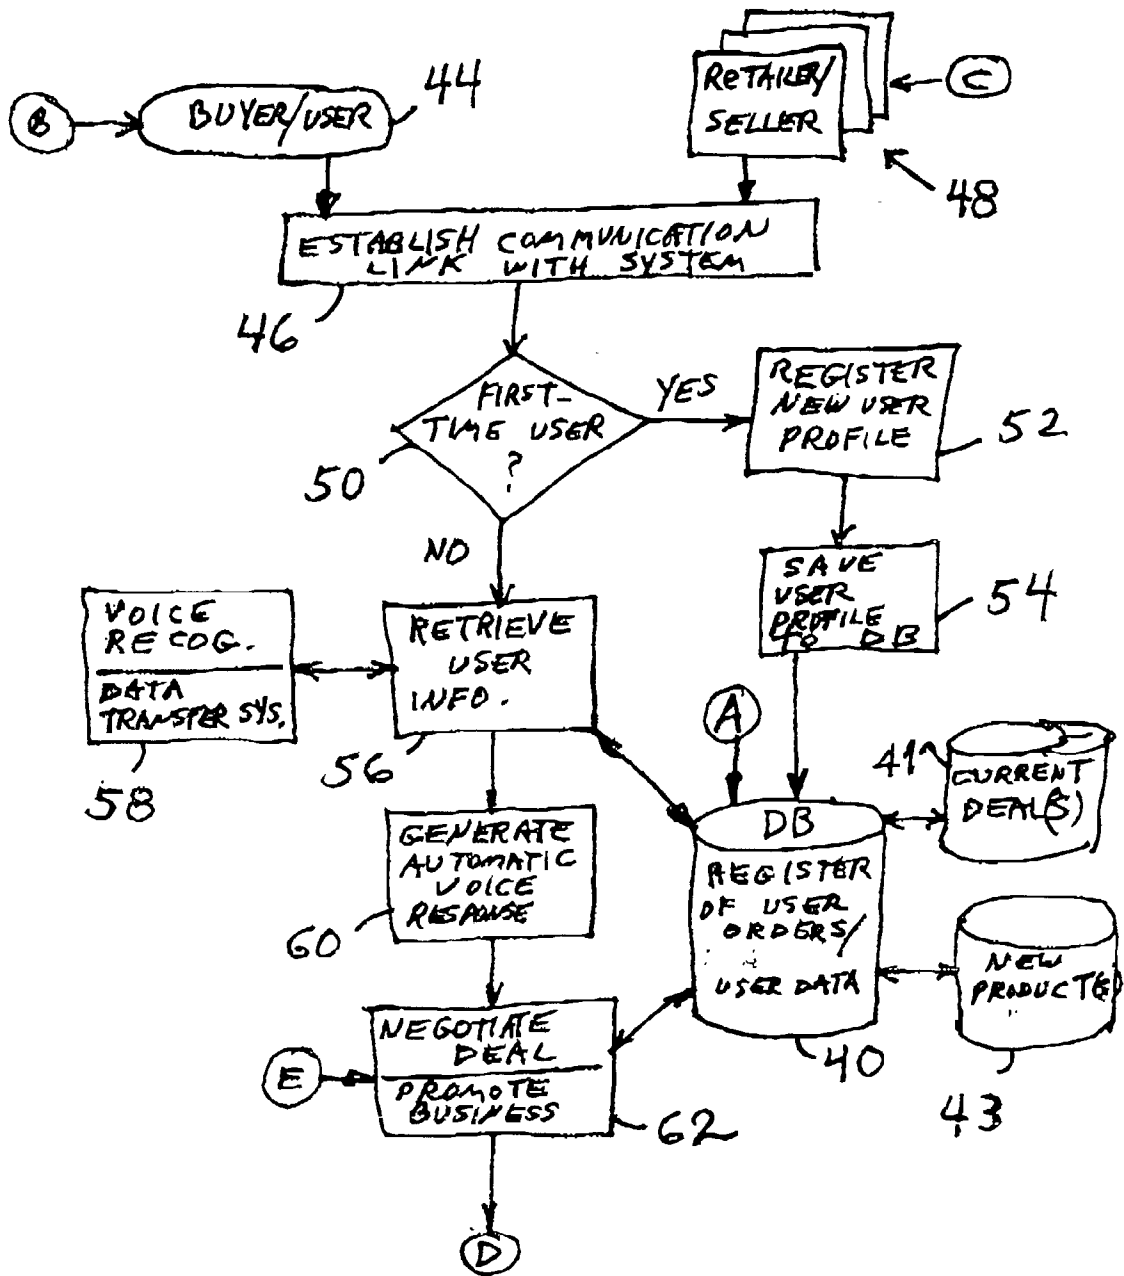 B
BUYER/USER
44
RETAILER/
SELLER
C
48
ESTABLISH COMMUNICATION
LINK WITH SYSTEM
46
FIRST-
TIME USER
?
50
YES
NO
REGISTER
NEW USER
PROFILE
52
SAVE
USER
PROFILE
TO DB
54
VOICE
RECOG.
DATA
TRANSFER SYS.
58
RETRIEVE
USER
INFO.
56
A
41
CURRENT
DEAL(S)
DB
REGISTER
OF USER
ORDERS/
USER DATA
40
GENERATE
AUTOMATIC
VOICE
RESPONSE
60
NEW
PRODUCT(S)
43
E
NEGOTIATE
DEAL
PROMOTE
BUSINESS
62
D